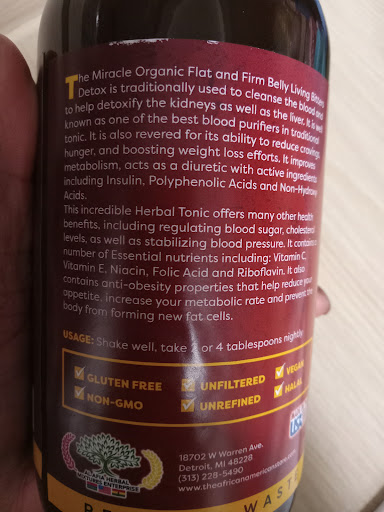 The Miracle Organic Flat and Firm Belly Living Bitters
Detox is traditionally used to cleanse the blood and
to help detoxify the kidneys as well as the liver. It is well
known as one of the best blood purifiers in traditional
tonic. It is also revered for its ability to reduce cravings
hunger, and boosting weight loss efforts. It improves
metabolism, acts as a diuretic with active ingredients
including Insulin, Polyphenolic Acids and Non-Hydroxy
Acids.
This incredible Herbal Tonic offers many other health
benefits, including regulating blood sugar, cholesterol
levels, as well as stabilizing blood pressure. It contains
number of Essential nutrients including: Vitamin C,
Vitamin E, Niacin, Folic Acid and Riboflavin. It also
contains anti-obesity properties that help reduce your
appetite, increase your metabolic rate and prevent the
body from forming new fat cells.
USAGE: Shake well, take 2 or 4 tablespoons nightly
GLUTEN FREE UNFILTERED VEGAN
NON-GMO UNREFINED HALAL
18702 W Warren Ave.
Detroit, MI 48228
(313) 228-5490
www.theafricanamericanstore.com
HERBAL
ENTERPRISE
WASTE